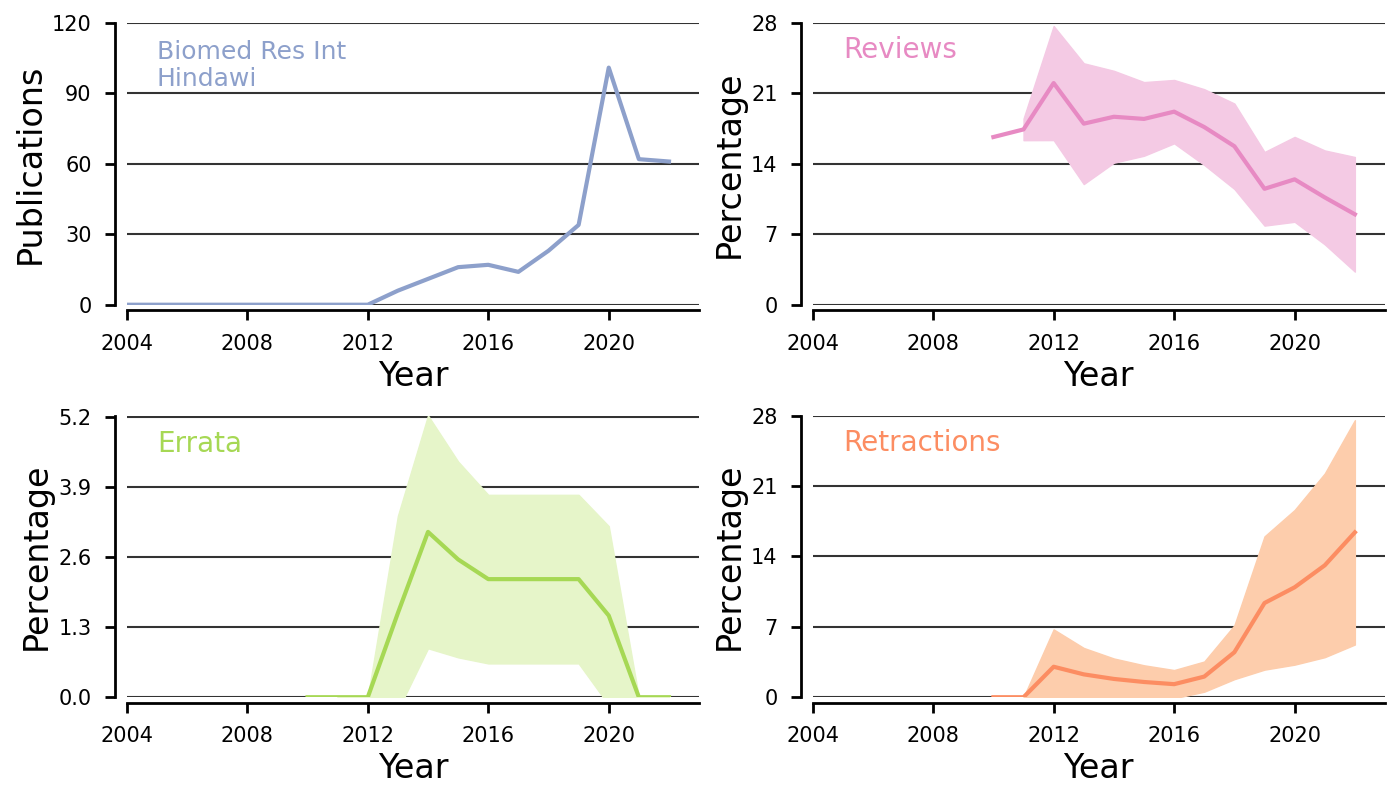 Biomed Res Int
Hindawi
Publications
120
90
60
30
0
2004 2008 2012 2016 2020
Year
Reviews
Percentage
28
21
14
7
0
2004 2008 2012 2016 2020
Year
Errata
Percentage
5.2
3.9
2.6
1.3
0.0
2004 2008 2012 2016 2020
Year
Retractions
Percentage
28
21
14
7
0
2004 2008 2012 2016 2020
Year